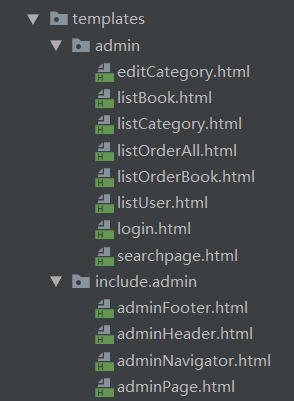 templates
admin
editCategory.html
listBook.html
listCategory.html
listOrderAll.html
listOrderBook.html
listUser.html
login.html
searchpage.html
include.admin
adminFooter.html
adminHeader.html
adminNavigator.html
adminPage.html